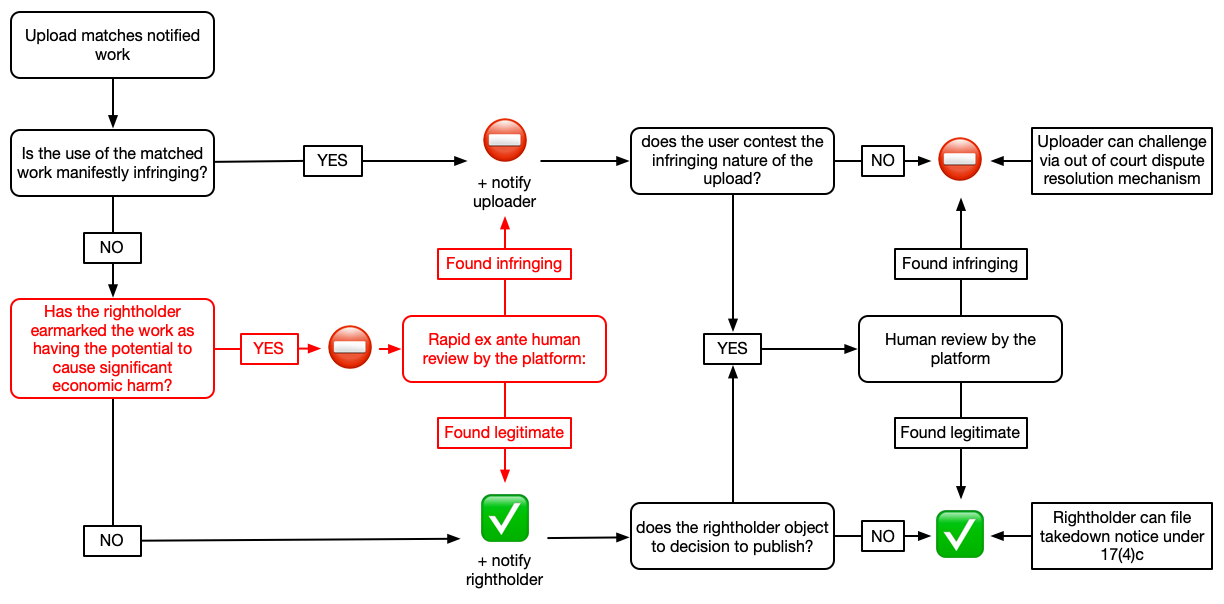 Upload matches notified
work
Is the use of the matched
work manifestly infringing?
YES
+ notify
uploader
does the user contest the
infringing nature of the
upload?
NO
Uploader can challenge
via out of court dispute
resolution mechanism
NO
Found infringing
Found infringing
Has the rightholder
earmarked the work as
having the potential to
cause significant
economic harm?
YES
Rapid ex ante human
review by the platform:
YES
Human review by the
platform
Found legitimate
Found legitimate
NO
+ notify
rightholder
does the rightholder object
to decision to publish?
NO
Rightholder can file
takedown notice under
17(4)c